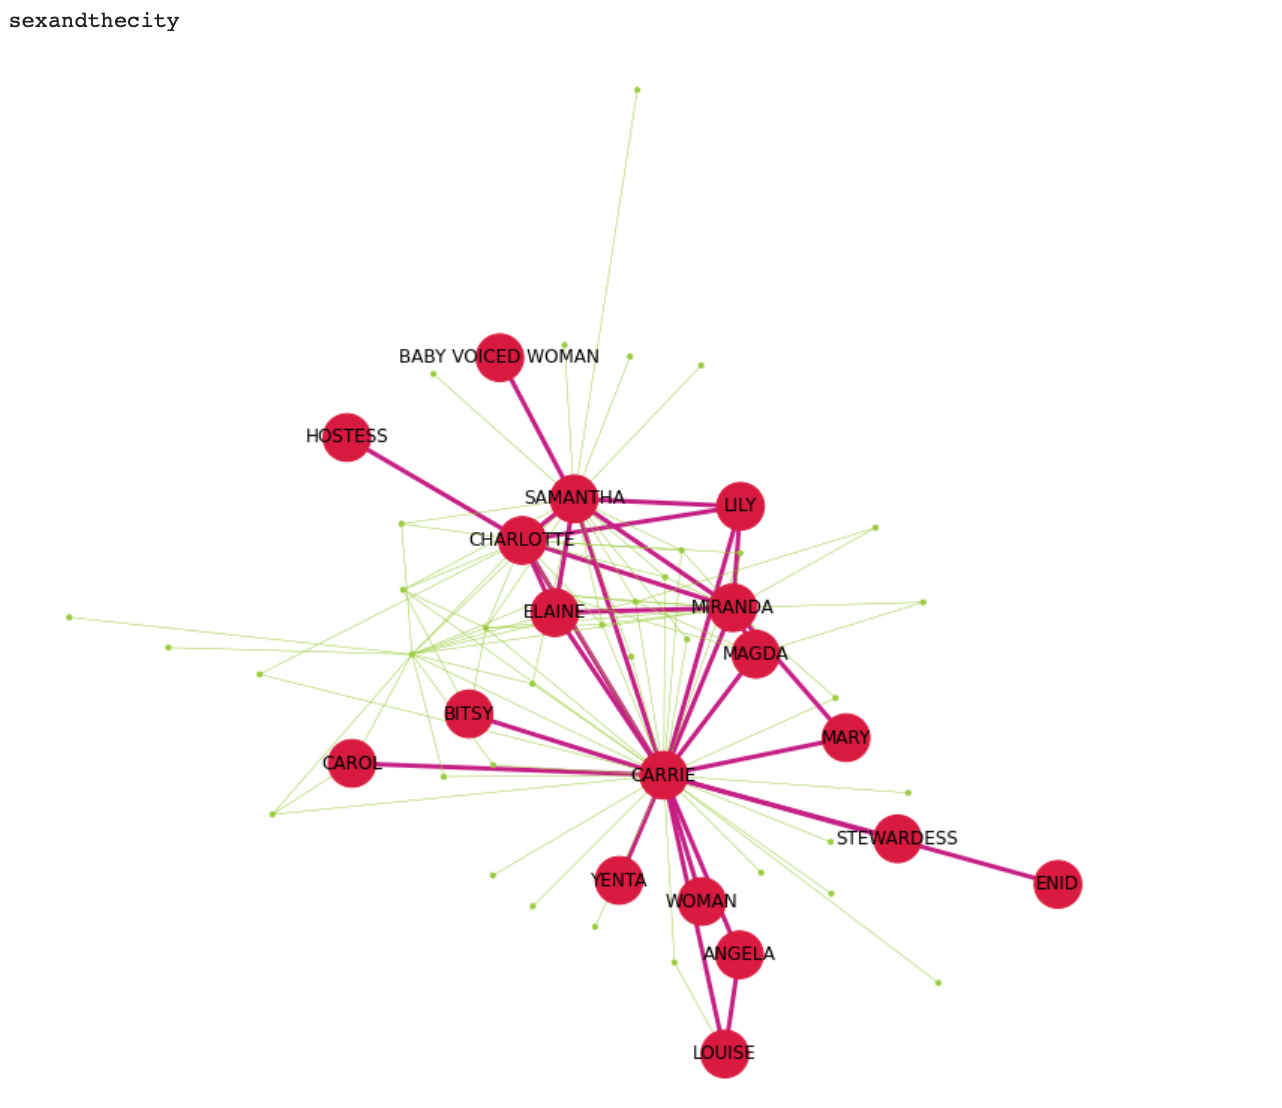 sexandthecity
BABY VOICED WOMAN
HOSTESS
SAMANTHA
LILY
CHARLOTTE
ELAINE
MIRANDA
MAGDA
BITSY
MARY
CAROL
CARRIE
STEWARDESS
YENTA
ENID
WOMAN
ANGELA
LOUISE